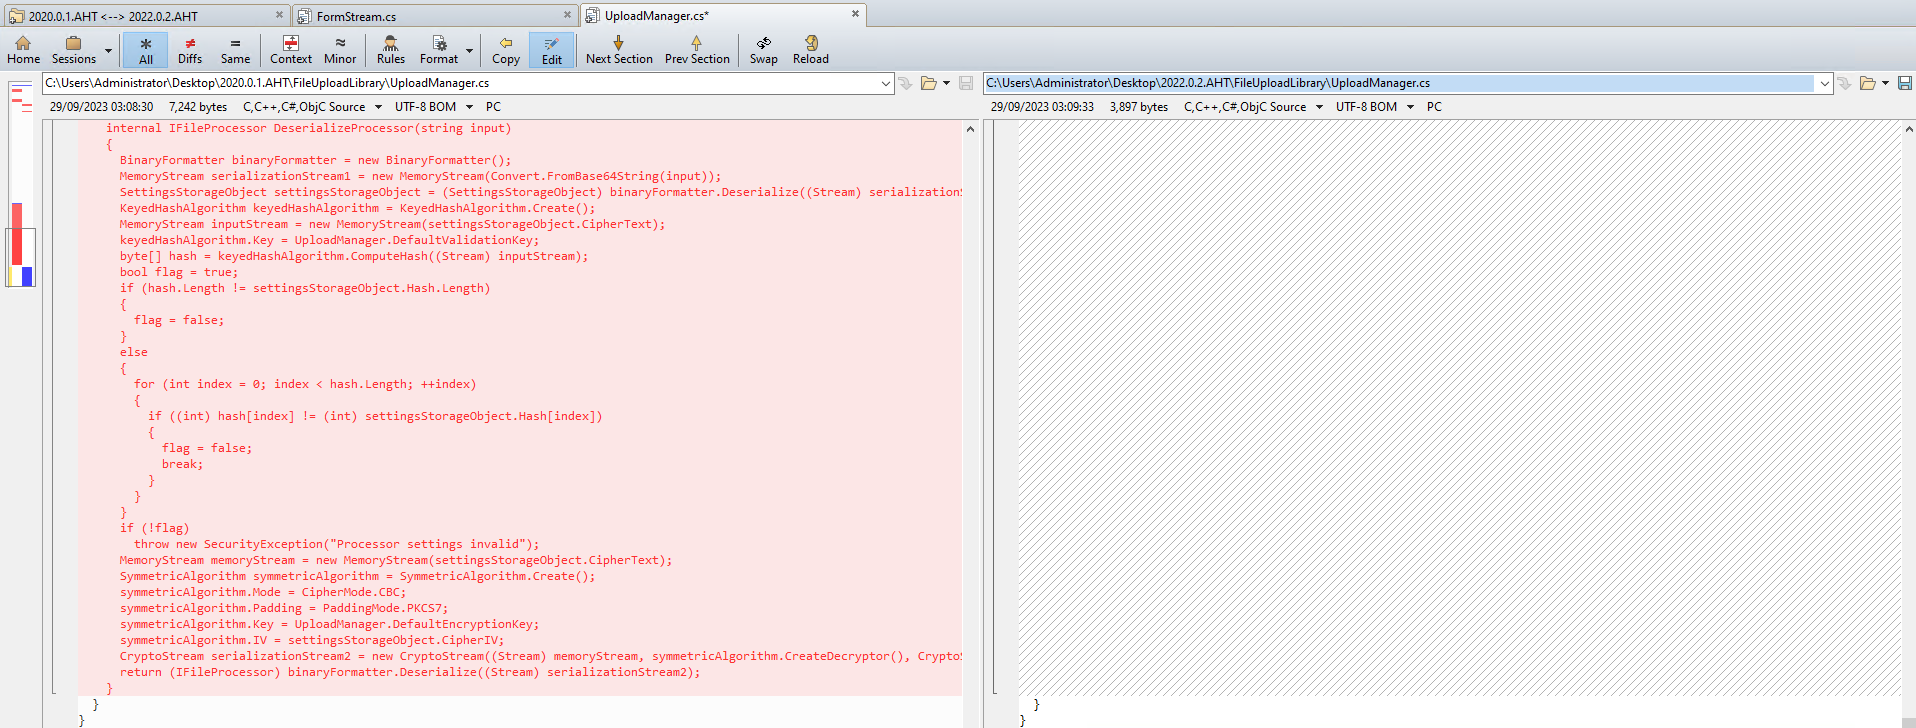 2020.0.1.AHT <--> 2022.0.2.AHT
FormStream.cs
UploadManager.cs*
Home Sessions All Diffs Same Context Minor Rules Format Copy Edit Next Section Prev Section Swap Reload
C:\Users\Administrator\Desktop\2020.0.1.AHT\FileUploadLibrary\UploadManager.cs
29/09/2023 03:08:30 7,242 bytes C,C++,C#,ObjC Source UTF-8 BOM PC
internal IFileProcessor DeserializeProcessor(string input)
{
BinaryFormatter binaryFormatter = new BinaryFormatter();
MemoryStream serializationStream1 = new MemoryStream(Convert.FromBase64String(input));
SettingsStorageObject settingsStorageObject = (SettingsStorageObject) binaryFormatter.Deserialize((Stream) serializationS
KeyedHashAlgorithm keyedHashAlgorithm = KeyedHashAlgorithm.Create();
MemoryStream inputStream = new MemoryStream(settingsStorageObject.CipherText);
keyedHashAlgorithm.Key = UploadManager.DefaultValidationKey;
byte[] hash = keyedHashAlgorithm.ComputeHash((Stream) inputStream);
bool flag = true;
if (hash.Length != settingsStorageObject.Hash.Length)
{
flag = false;
}
else
{
for (int index = 0; index < hash.Length; ++index)
{
if ((int) hash[index] != (int) settingsStorageObject.Hash[index])
{
flag = false;
break;
}
}
}
if (!flag)
throw new SecurityException("Processor settings invalid");
MemoryStream memoryStream = new MemoryStream(settingsStorageObject.CipherText);
SymmetricAlgorithm symmetricAlgorithm = SymmetricAlgorithm.Create();
symmetricAlgorithm.Mode = CipherMode.CBC;
symmetricAlgorithm.Padding = PaddingMode.PKCS7;
symmetricAlgorithm.Key = UploadManager.DefaultEncryptionKey;
symmetricAlgorithm.IV = settingsStorageObject.CipherIV;
CryptoStream serializationStream2 = new CryptoStream((Stream) memoryStream, symmetricAlgorithm.CreateDecryptor(), CryptoS
return (IFileProcessor) binaryFormatter.Deserialize((Stream) serializationStream2);
}
}
}
C:\Users\Administrator\Desktop\2022.0.2.AHT\FileUploadLibrary\UploadManager.cs
29/09/2023 03:09:33 3,897 bytes C,C++,C#,ObjC Source UTF-8 BOM PC
}
}